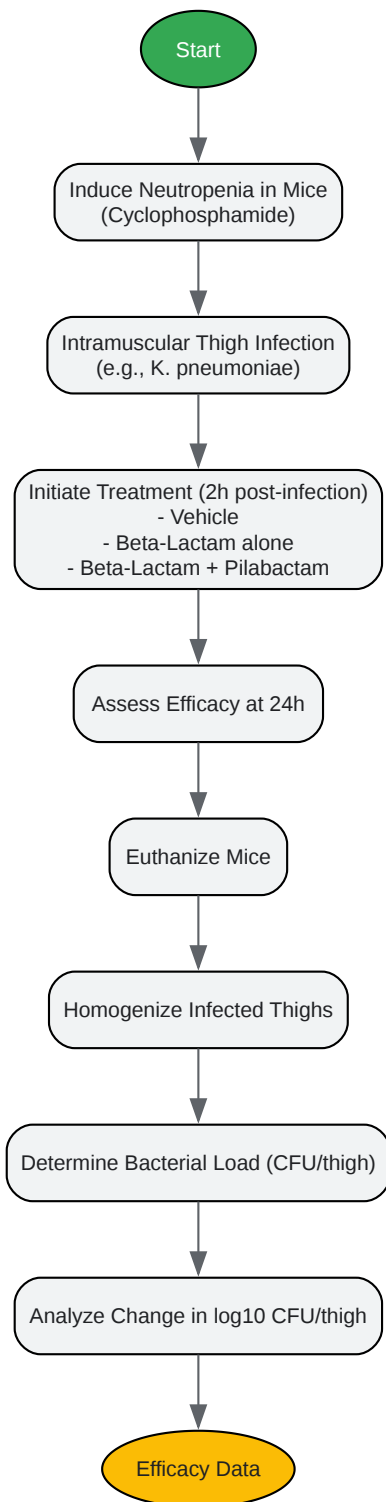 Start
Induce Neutropenia in Mice
(Cyclophosphamide)
Intramuscular Thigh Infection
(e.g., K. pneumoniae)
Initiate Treatment (2h post-infection)
- Vehicle
- Beta-Lactam alone
- Beta-Lactam + Pilabactam
Assess Efficacy at 24h
Euthanize Mice
Homogenize Infected Thighs
Determine Bacterial Load (CFU/thigh)
Analyze Change in log10 CFU/thigh
Efficacy Data